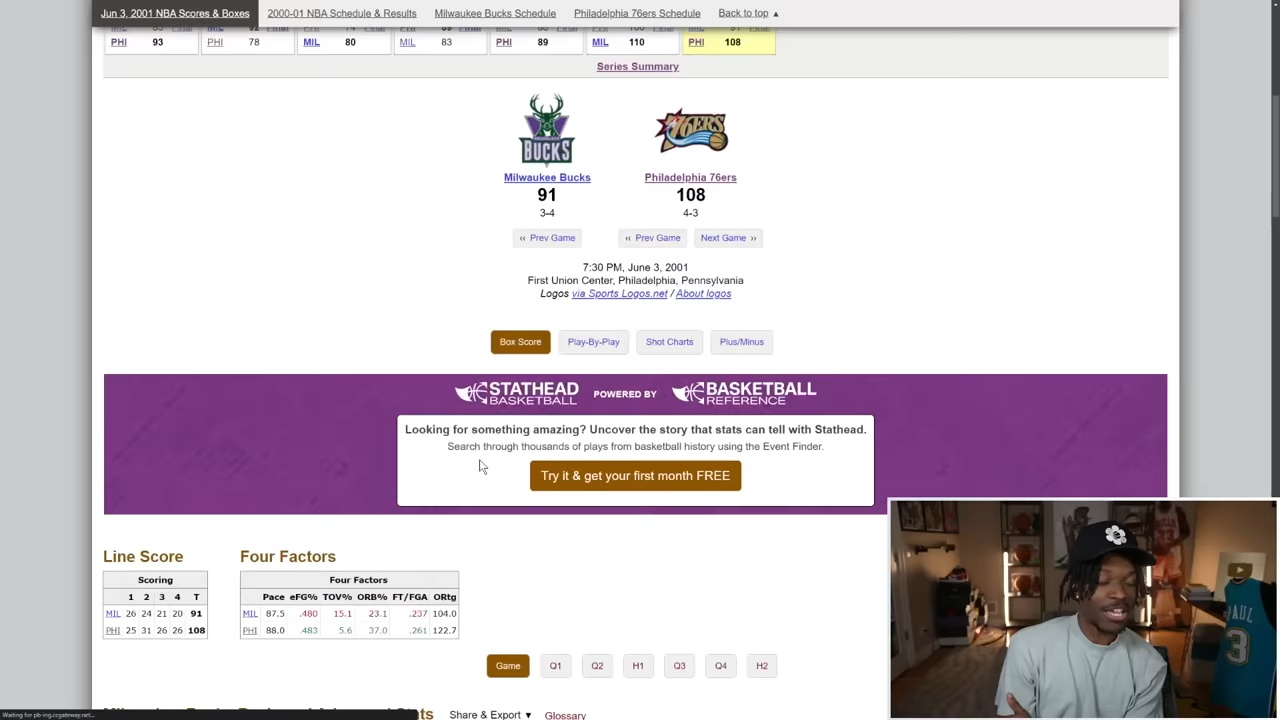 Jun 3, 2001 NBA Scores & Boxes 2000-01 NBA Schedule & Results Milwaukee Bucks Schedule Philadelphia 76ers Schedule Back to top ▲
PHI 93 PHI 78 MIL 80 MIL 83 PHI 89 MIL 110 PHI 108
Series Summary
BUCKS 76ERS
Milwaukee Bucks Philadelphia 76ers
91 108
3-4 4-3
‹‹ Prev Game ‹‹ Prev Game Next Game ››
7:30 PM, June 3, 2001
First Union Center, Philadelphia, Pennsylvania
Logos via Sports Logos.net / About logos
Box Score Play-By-Play Shot Charts Plus/Minus
STATHEAD BASKETBALL POWERED BY BASKETBALL REFERENCE
Looking for something amazing? Uncover the story that stats can tell with Stathead.
Search through thousands of plays from basketball history using the Event Finder.
Try it & get your first month FREE
Line Score Four Factors
Scoring Four Factors
1 2 3 4 T Pace eFG% TOV% ORB% FT/FGA ORtg
MIL 26 24 21 20 91 MIL 87.5 .480 15.1 23.1 .237 104.0
PHI 25 31 26 26 108 PHI 88.0 .483 5.6 37.0 .261 122.7
Game Q1 Q2 H1 Q3 Q4 H2
Share & Export ▼ Glossary
PAUL
3